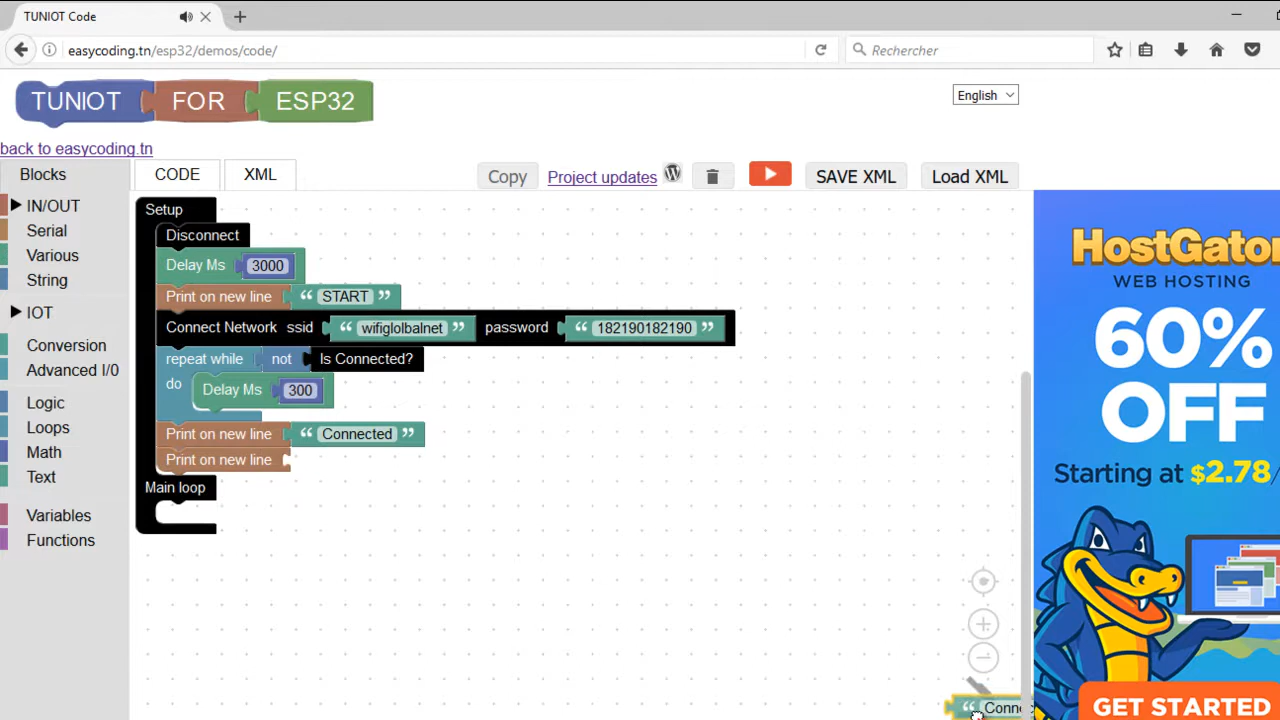 TUNIOT Code
easycoding.tn/esp32/demos/code/
Rechercher
TUNIOT FOR ESP32
English
back to easycoding.tn
Blocks CODE XML Copy Project updates SAVE XML Load XML
IN/OUT
Serial
Various
String
IOT
Conversion
Advanced I/0
Logic
Loops
Math
Text
Variables
Functions
Setup
Disconnect
Delay Ms 3000
Print on new line “ START ”
Connect Network ssid “ wifiglolbalnet ” password “ 182190182190 ”
repeat while not Is Connected?
do Delay Ms 300
Print on new line “ Connected ”
Print on new line
Main loop
“ Connec
HostGator
WEB HOSTING
60%
OFF
Starting at $2.78/
GET STARTED